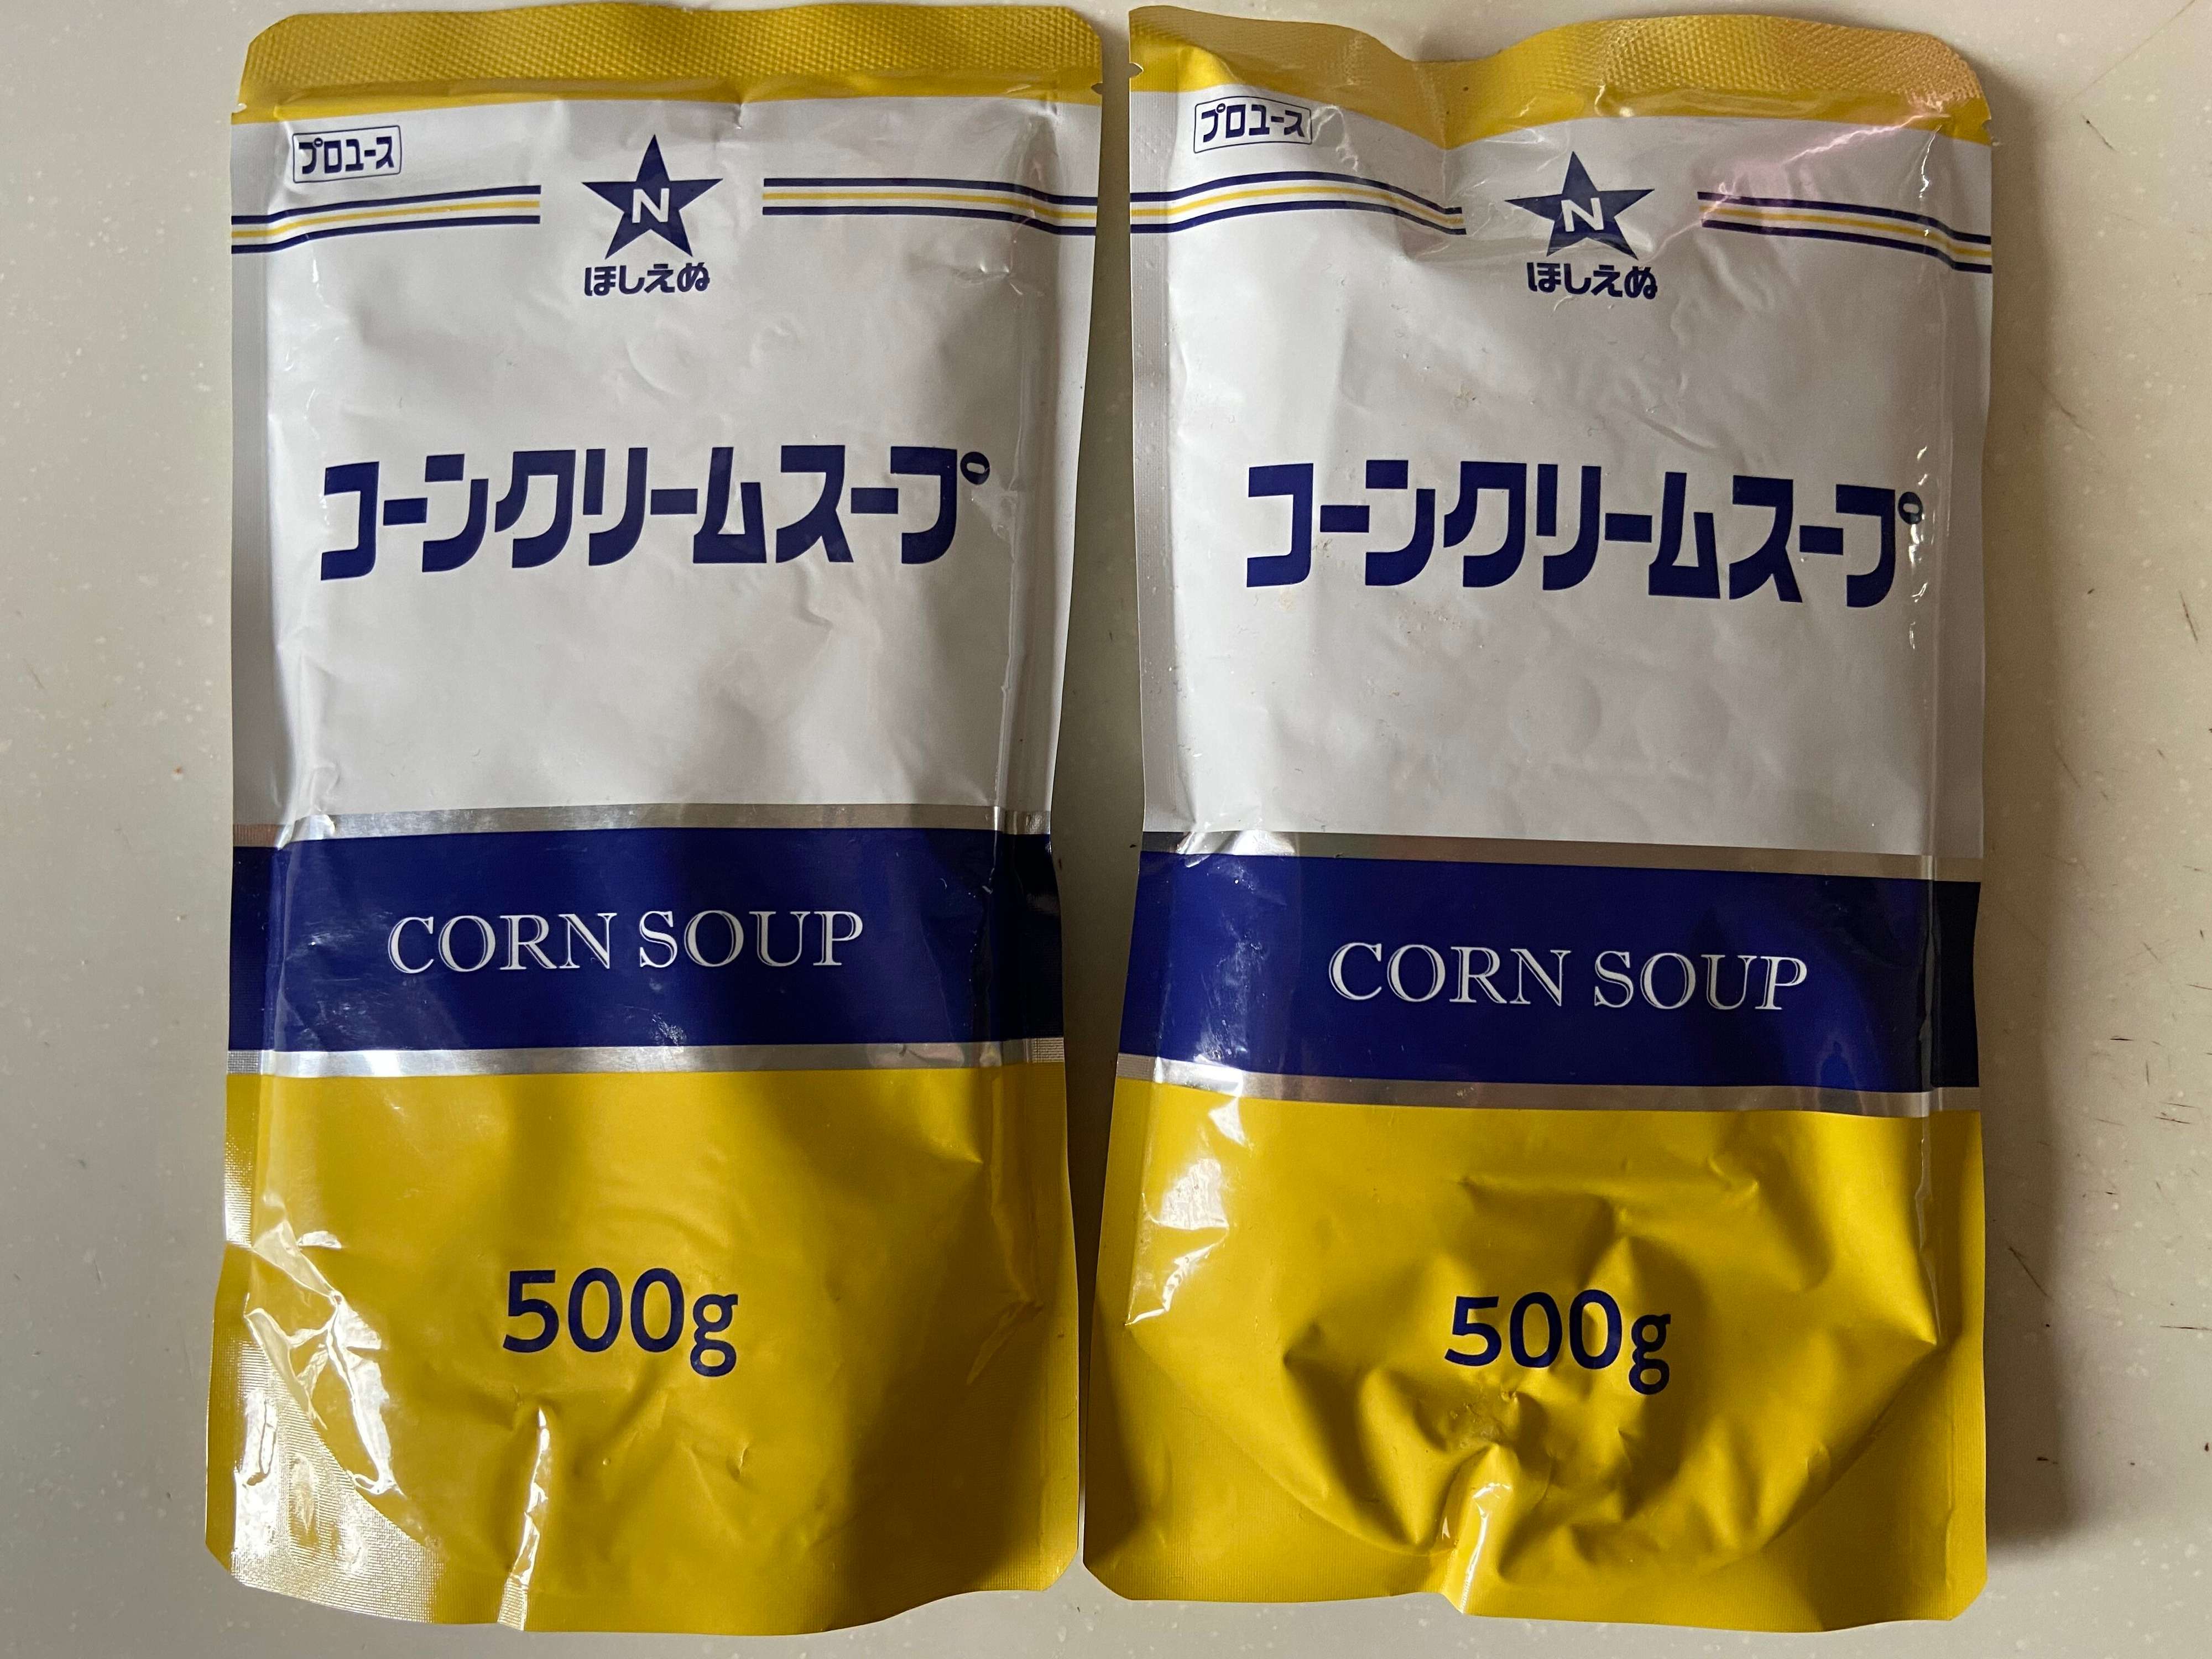 プロユース
N
ほしえぬ
コーンクリームスープ
CORN SOUP
500g
プロユース
N
ほしえぬ
コーンクリームスープ
CORN SOUP
500g